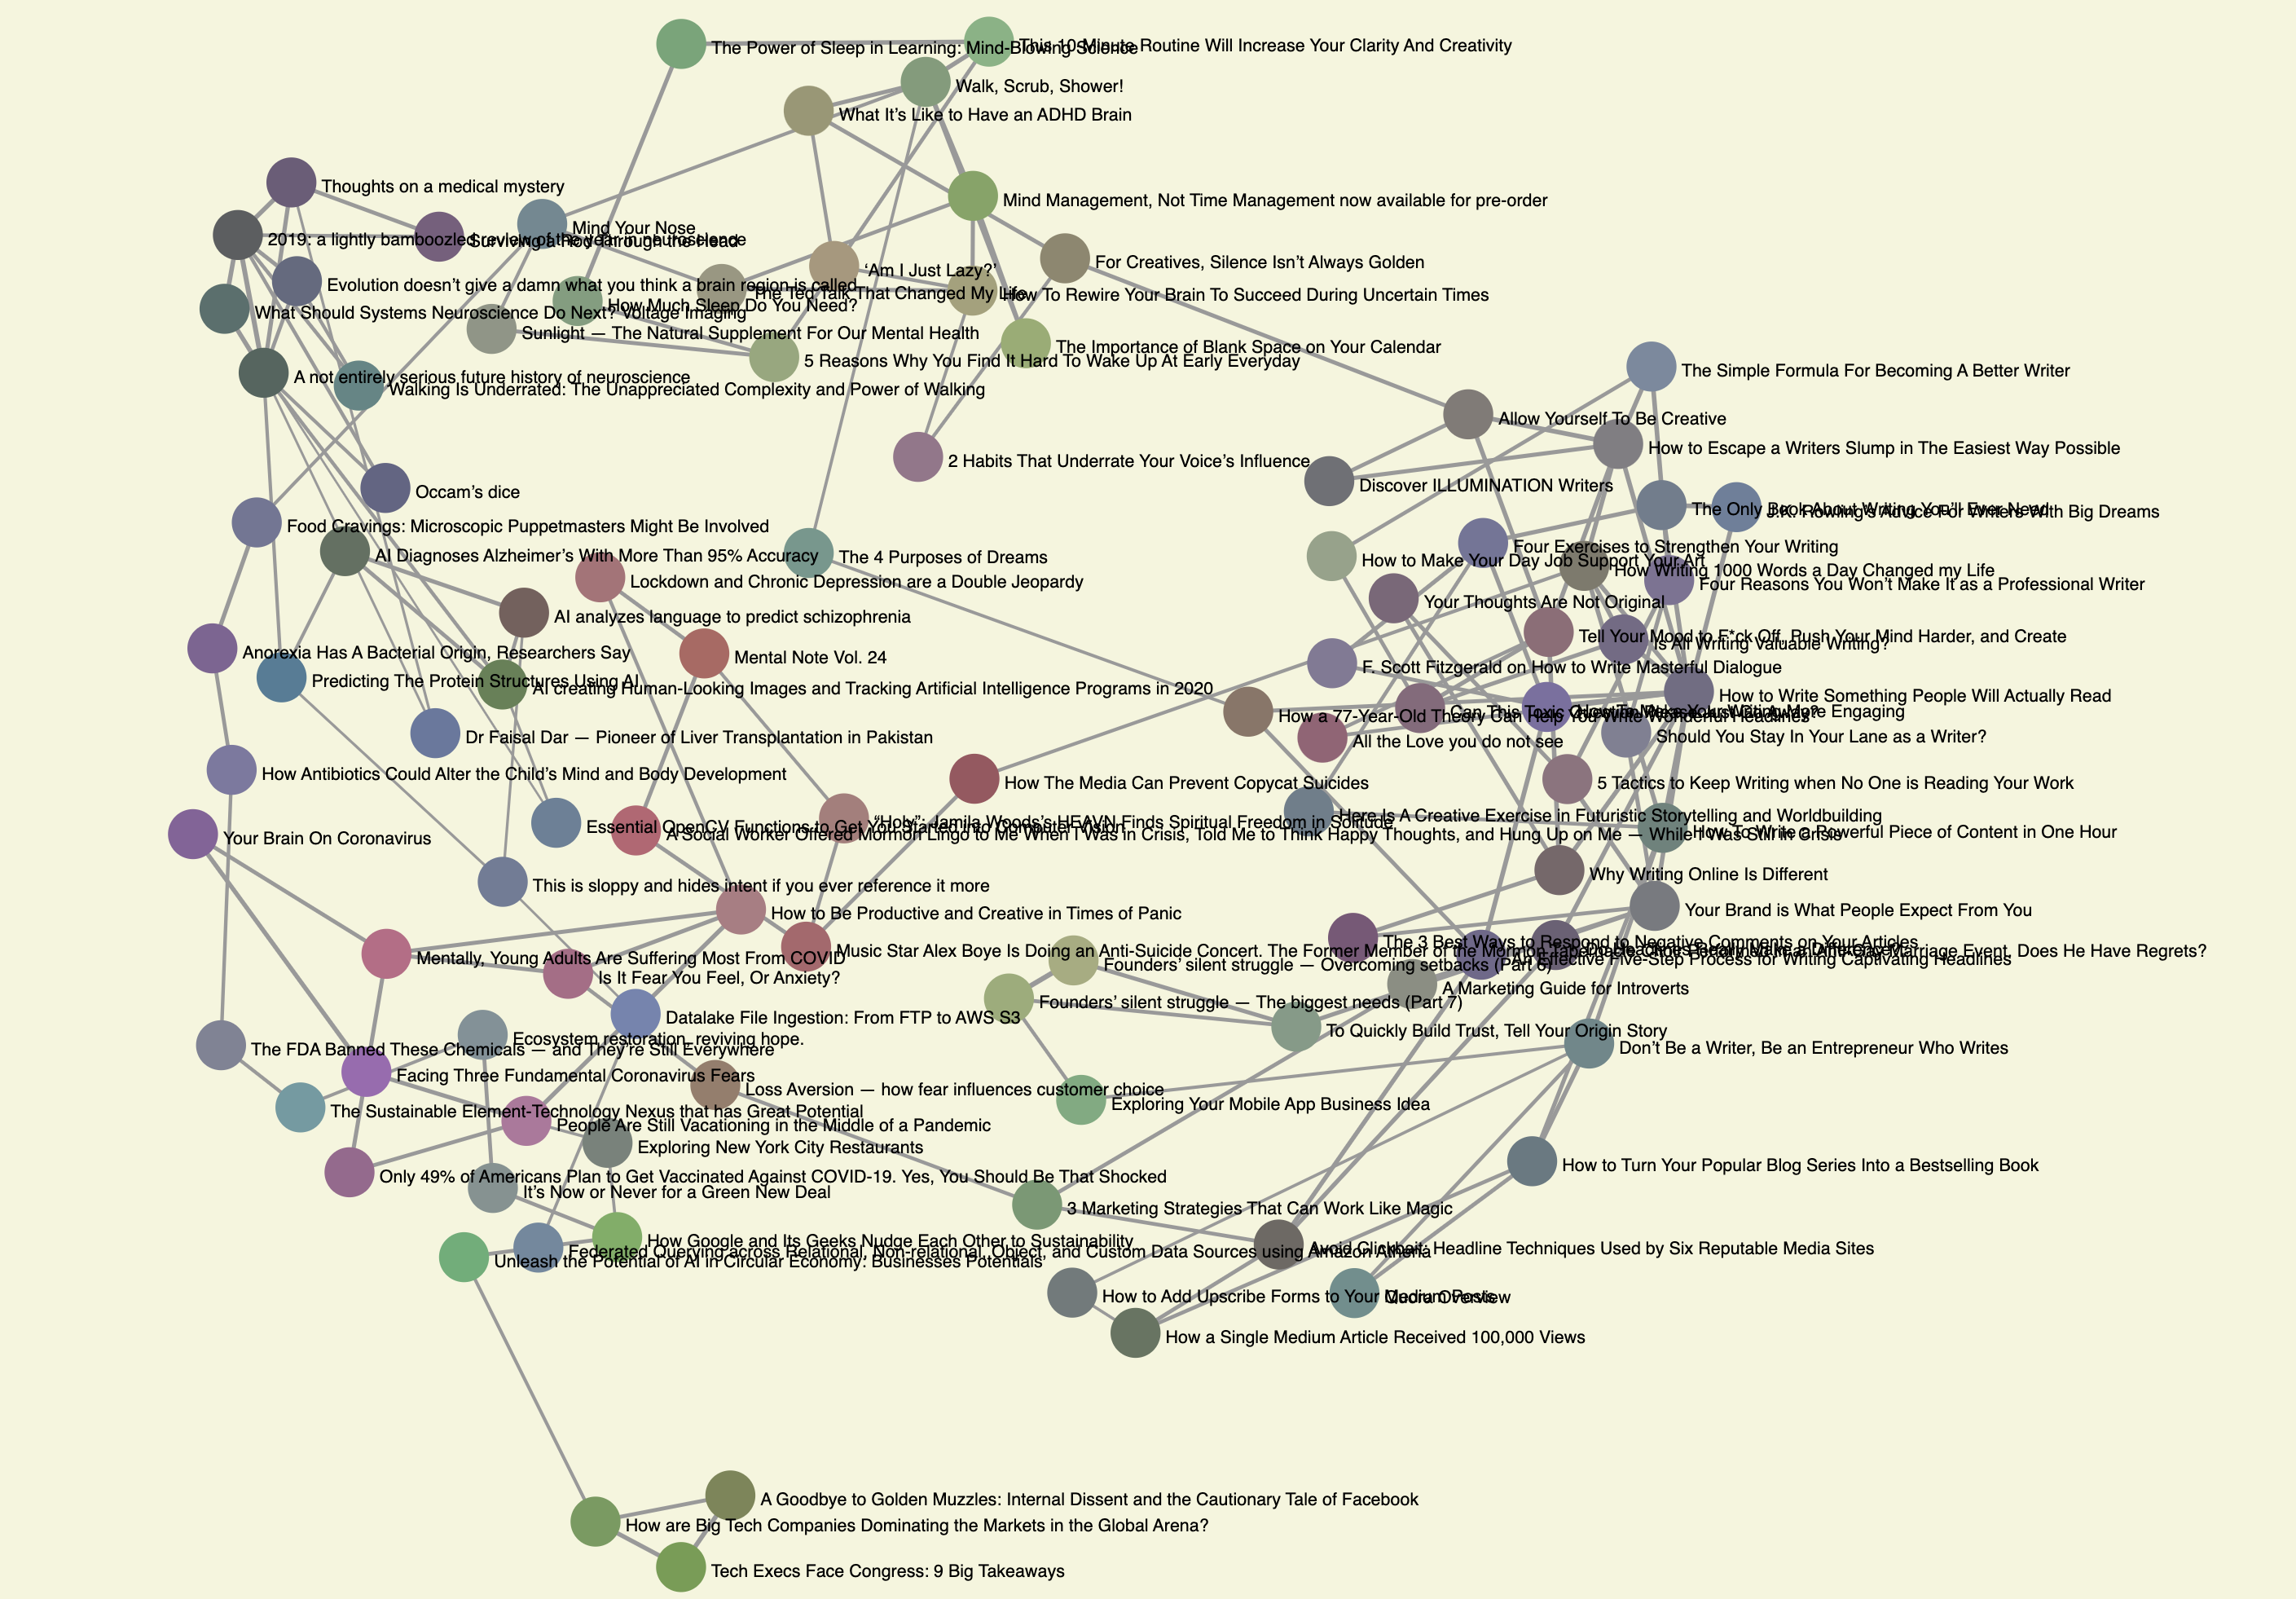 The Power of Sleep in Learning: Mind-Blowing Science
This 10-Minute Routine Will Increase Your Clarity And Creativity
Walk, Scrub, Shower!
What It’s Like to Have an ADHD Brain
Thoughts on a medical mystery
Mind Management, Not Time Management now available for pre-order
Mind Your Nose
2019: a lightly bamboozled review of the year in neuroscience
Surviving a Rod Through the Head
For Creatives, Silence Isn’t Always Golden
‘Am I Just Lazy?’
Evolution doesn’t give a damn what you think a brain region is called
The Ted Talk That Changed My Life
How To Rewire Your Brain To Succeed During Uncertain Times
How Much Sleep Do You Need?
What Should Systems Neuroscience Do Next? Voltage Imaging
Sunlight — The Natural Supplement For Our Mental Health
The Importance of Blank Space on Your Calendar
5 Reasons Why You Find It Hard To Wake Up At Early Everyday
The Simple Formula For Becoming A Better Writer
A not entirely serious future history of neuroscience
Walking Is Underrated: The Unappreciated Complexity and Power of Walking
Allow Yourself To Be Creative
How to Escape a Writers Slump in The Easiest Way Possible
2 Habits That Underrate Your Voice’s Influence
Discover ILLUMINATION Writers
Occam’s dice
The Only Book About Writing You’ll Ever Need
J.K. Rowling’s Advice For Writers With Big Dreams
Food Cravings: Microscopic Puppetmasters Might Be Involved
Four Exercises to Strengthen Your Writing
AI Diagnoses Alzheimer’s With More Than 95% Accuracy
The 4 Purposes of Dreams
How to Make Your Day Job Support Your Art
How Writing 1000 Words a Day Changed my Life
Lockdown and Chronic Depression are a Double Jeopardy
Four Reasons You Won’t Make It as a Professional Writer
Your Thoughts Are Not Original
AI analyzes language to predict schizophrenia
Tell Your Mood to F*ck Off, Push Your Mind Harder, and Create
Is All Writing Valuable Writing?
Anorexia Has A Bacterial Origin, Researchers Say
Mental Note Vol. 24
F. Scott Fitzgerald on How to Write Masterful Dialogue
Predicting The Protein Structures Using AI
AI creating Human-Looking Images and Tracking Artificial Intelligence Programs in 2020
How to Write Something People Will Actually Read
Can This Toxic
How To Make Your Writing More Engaging
How a 77-Year-Old Theory Can Help You Write Wonderful Headlines
Dr Faisal Dar — Pioneer of Liver Transplantation in Pakistan
All the Love you do not see
Should You Stay In Your Lane as a Writer?
How Antibiotics Could Alter the Child’s Mind and Body Development
How The Media Can Prevent Copycat Suicides
5 Tactics to Keep Writing when No One is Reading Your Work
Here Is A Creative Exercise in Futuristic Storytelling and Worldbuilding
“Holy”: Jamila Woods’s HEAVN Finds Spiritual Freedom in Solitude
Essential OpenCV Functions to Get You Started into Computer Vision
A Social Worker Offered Mormon Lingo to Me When I Was in Crisis, Told Me to Think Happy Thoughts, and Hung Up on Me — While I Was Still in Crisis
How To Write a Powerful Piece of Content in One Hour
Your Brain On Coronavirus
Why Writing Online Is Different
This is sloppy and hides intent if you ever reference it more
How to Be Productive and Creative in Times of Panic
Your Brand is What People Expect From You
The 3 Best Ways to Respond to Negative Comments on Your Articles
Music Star Alex Boye Is Doing an Anti-Suicide Concert. The Former Member of the Mormon Marriage Event. Does He Have Regrets?
Mentally, Young Adults Are Suffering Most From COVID
An Effective Five-Step Process for Writing Captivating Headlines
Founders’ silent struggle — Overcoming setbacks (Part 6)
Is It Fear You Feel, Or Anxiety?
A Marketing Guide for Introverts
Founders’ silent struggle — The biggest needs (Part 7)
Datalake File Ingestion: From FTP to AWS S3
To Quickly Build Trust, Tell Your Origin Story
Ecosystem restoration, reviving hope.
The FDA Banned These Chemicals — and They’re Still Everywhere
Don’t Be a Writer, Be an Entrepreneur Who Writes
Facing Three Fundamental Coronavirus Fears
Loss Aversion — how fear influences customer choice
Exploring Your Mobile App Business Idea
The Sustainable Element-Technology Nexus that has Great Potential
People Are Still Vacationing in the Middle of a Pandemic
Exploring New York City Restaurants
How to Turn Your Popular Blog Series Into a Bestselling Book
Only 49% of Americans Plan to Get Vaccinated Against COVID-19. Yes, You Should Be That Shocked
It’s Now or Never for a Green New Deal
3 Marketing Strategies That Can Work Like Magic
How Google and Its Geeks Nudge Each Other to Sustainability
Avoid Clickbait: Headline Techniques Used by Six Reputable Media Sites
Federated Querying across Relational, Non-relational, Object, and Custom Data Sources using Amazon Athena
Unleash the Potential of AI in Circular Economy: Businesses Potentials
How to Add Upscribe Forms to Your Medium Posts
Quora Overview
How a Single Medium Article Received 100,000 Views
A Goodbye to Golden Muzzles: Internal Dissent and the Cautionary Tale of Facebook
How are Big Tech Companies Dominating the Markets in the Global Arena?
Tech Execs Face Congress: 9 Big Takeaways